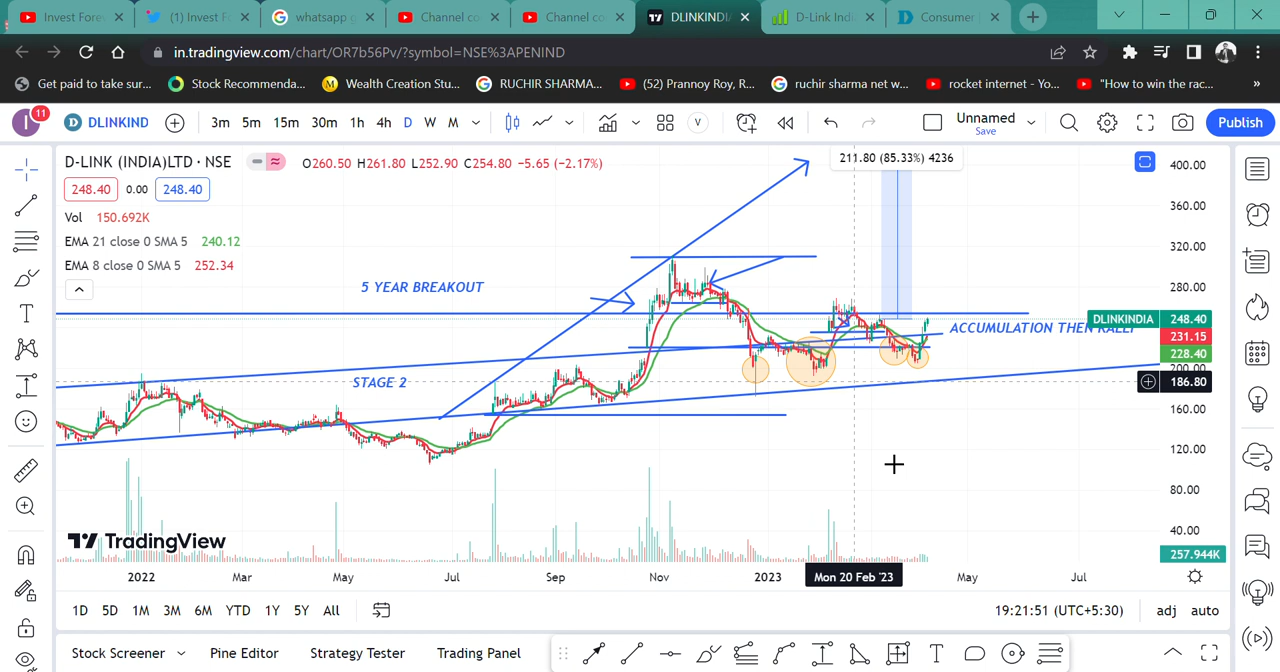 Invest Forev
(1) Invest F
whatsapp g
Channel co
Channel co
DLINKINDIA
D-Link Indi
Consumer
in.tradingview.com/chart/OR7b56Pv/?symbol=NSE%3APENIND
Get paid to take sur...
Stock Recommenda...
Wealth Creation Stu...
RUCHIR SHARMA...
(52) Prannoy Roy, R...
ruchir sharma net w...
rocket internet - Yo...
"How to win the rac...
»
I
11
DLINKIND
3m
5m
15m
30m
1h
4h
D
W
M
V
Unnamed
Save
Publish
D-LINK (INDIA)LTD · NSE
O260.50 H261.80 L252.90 C254.80 -5.65 (-2.17%)
248.40
0.00
248.40
Vol 150.692K
EMA 21 close 0 SMA 5 240.12
EMA 8 close 0 SMA 5 252.34
211.80 (85.33%) 4236
5 YEAR BREAKOUT
ACCUMULATION THEN RALLY
STAGE 2
400.00
360.00
320.00
280.00
DLINKINDIA 248.40
231.15
228.40
200.00
186.80
160.00
120.00
80.00
40.00
257.944K
TradingView
2022
Mar
May
Jul
Sep
Nov
2023
Mon 20 Feb '23
May
Jul
1D
5D
1M
3M
6M
YTD
1Y
5Y
All
19:21:51 (UTC+5:30)
adj
auto
Stock Screener
Pine Editor
Strategy Tester
Trading Panel